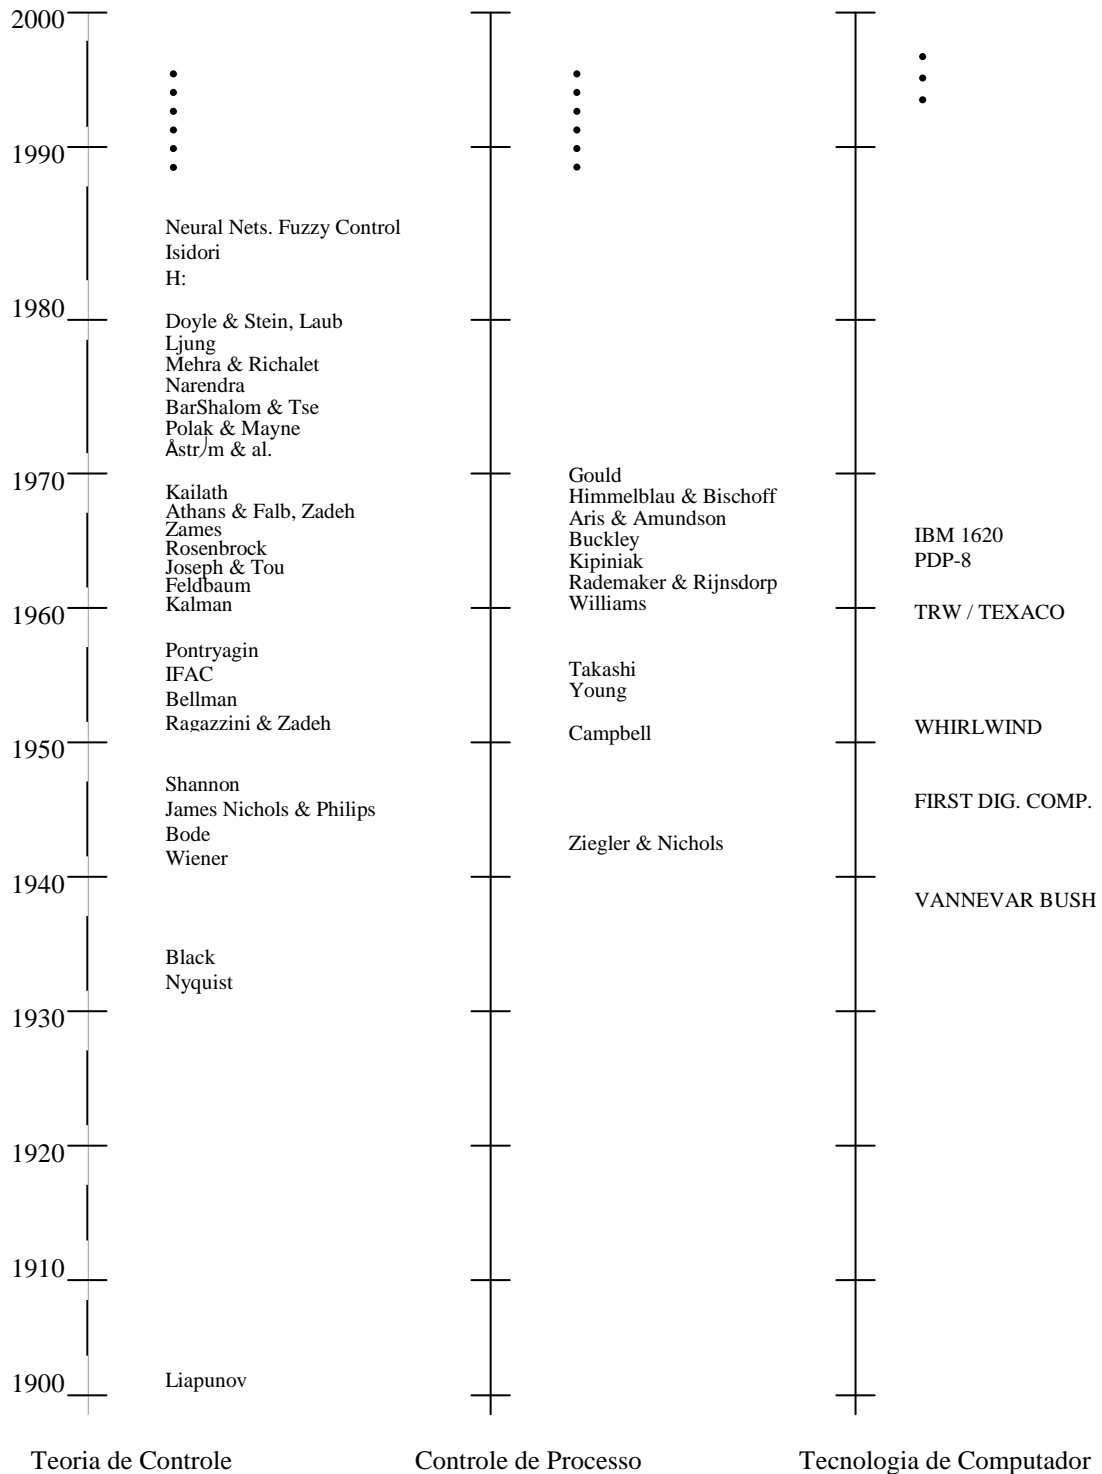 2000
1990
Neural Nets. Fuzzy Control
Isidori
H:
1980
Doyle & Stein, Laub
Ljung
Mehra & Richalet
Narendra
BarShalom & Tse
Polak & Mayne
Åstr⌡m & al.
1970
Kailath
Athans & Falb, Zadeh
Zames
Rosenbrock
Joseph & Tou
Feldbaum
Kalman
1960
Pontryagin
IFAC
Bellman
Ragazzini & Zadeh
1950
Shannon
James Nichols & Philips
Bode
Wiener
1940
Black
Nyquist
1930
1920
1910
1900
Liapunov
Teoria de Controle
Gould
Himmelblau & Bischoff
Aris & Amundson
Buckley
Kipiniak
Rademaker & Rijnsdorp
Williams
Takashi
Young
Campbell
Ziegler & Nichols
Controle de Processo
IBM 1620
PDP-8
TRW / TEXACO
WHIRLWIND
FIRST DIG. COMP.
VANNEVAR BUSH
Tecnologia de Computador